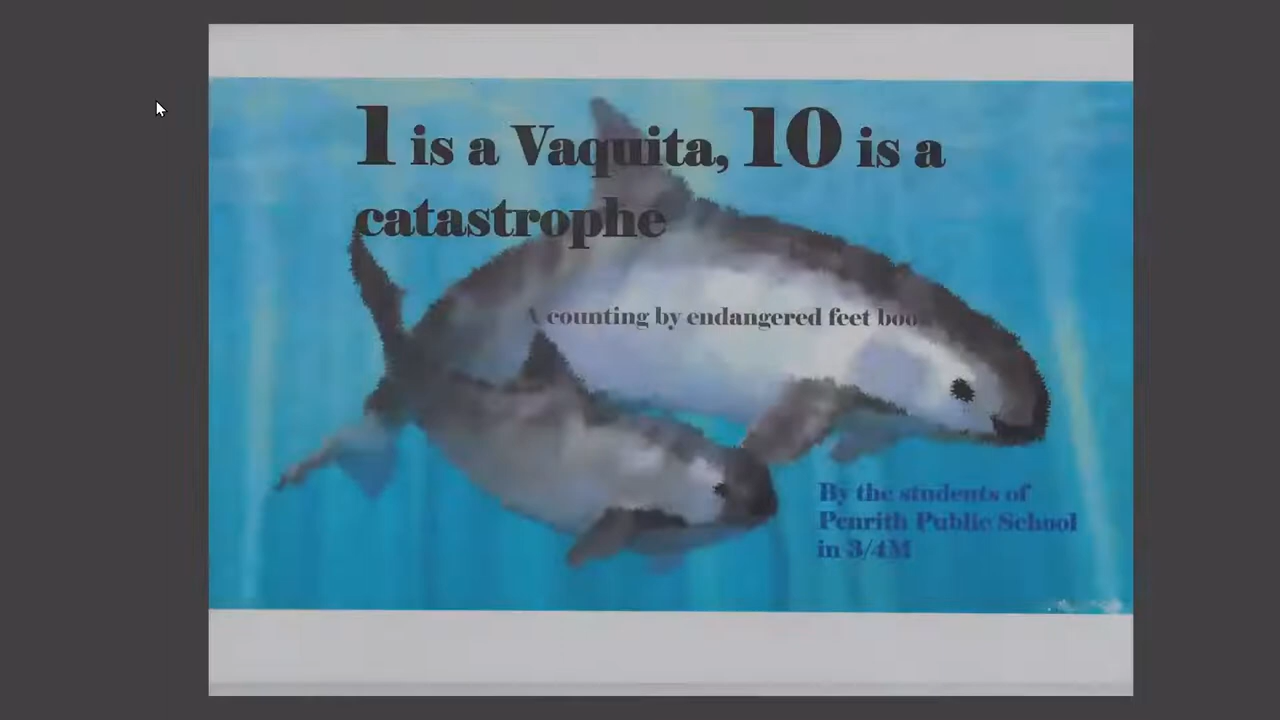 1 is a Vaquita, 10 is a
catastrophe
A counting by endangered feet book
By the students of
Penrith Public School
in 3/4M